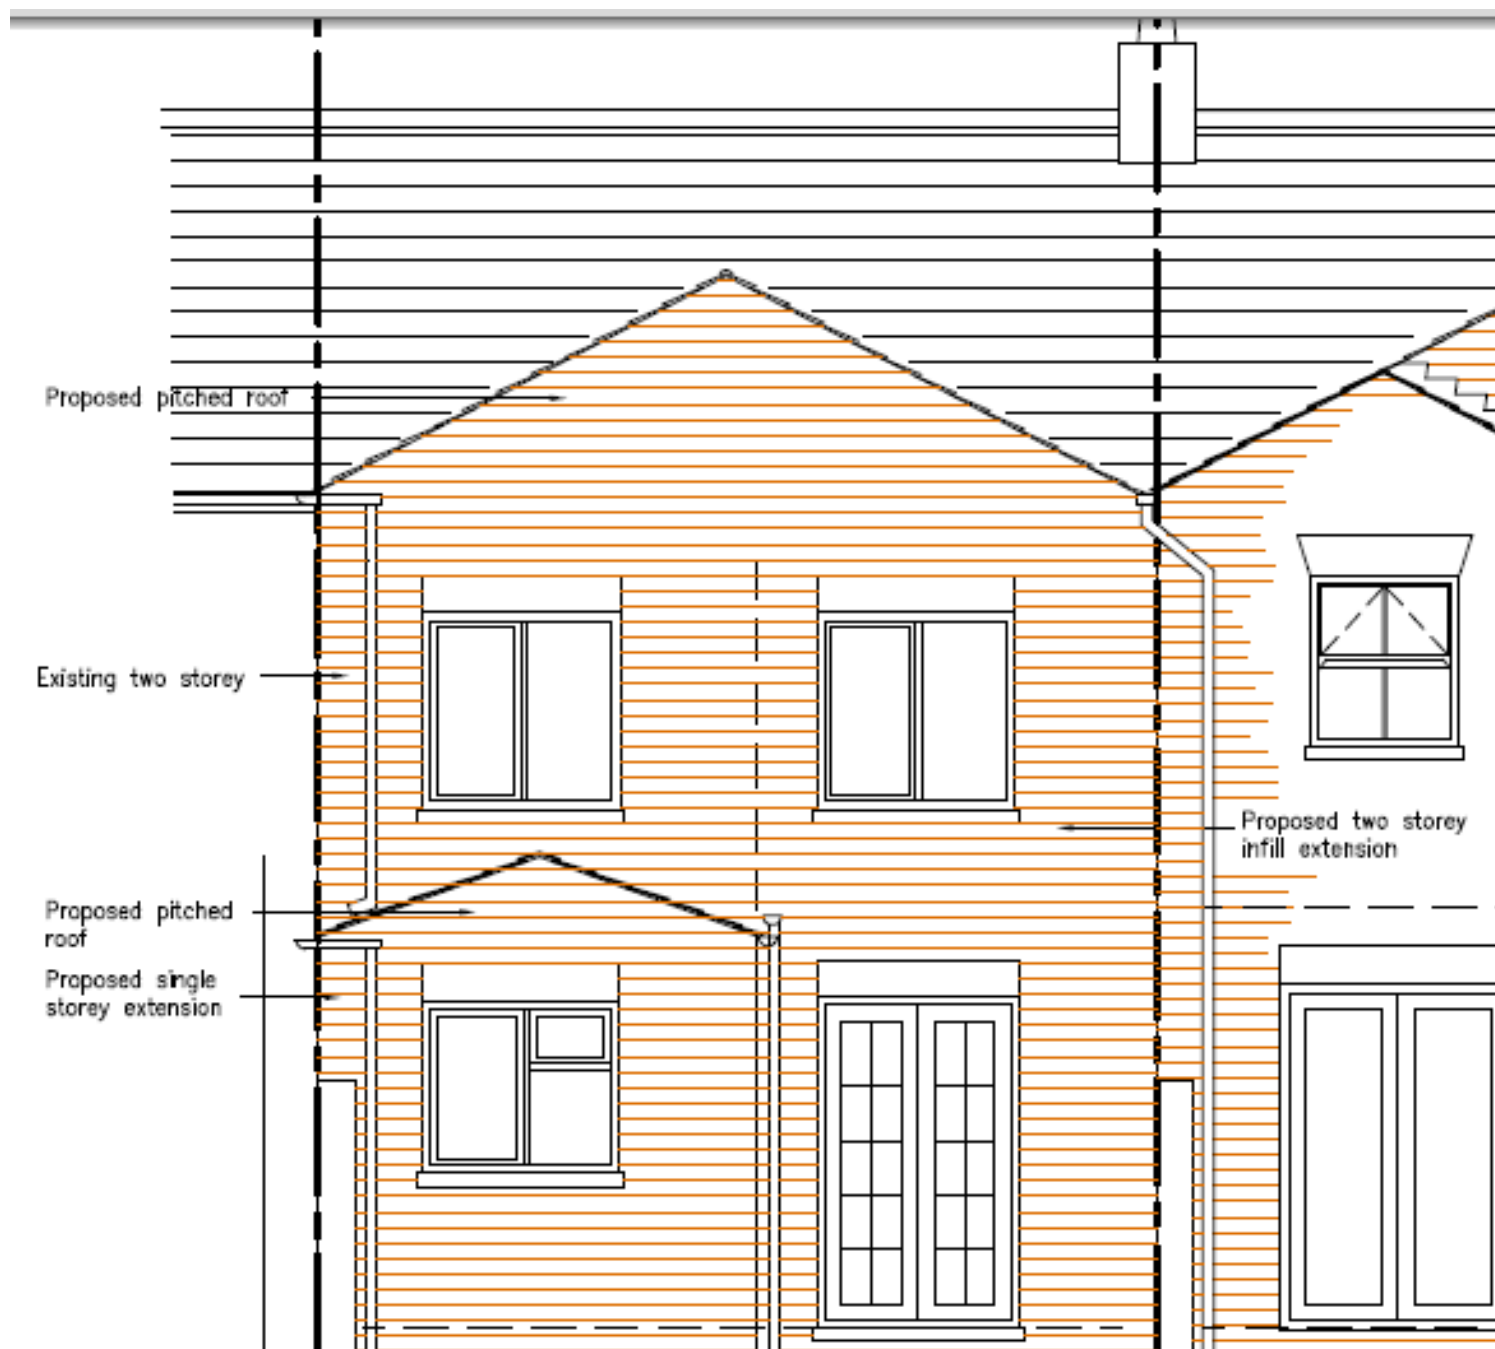 Proposed pitched roof
Existing two storey
Proposed two storey
infill extension
Proposed pitched
roof
Proposed single
storey extension